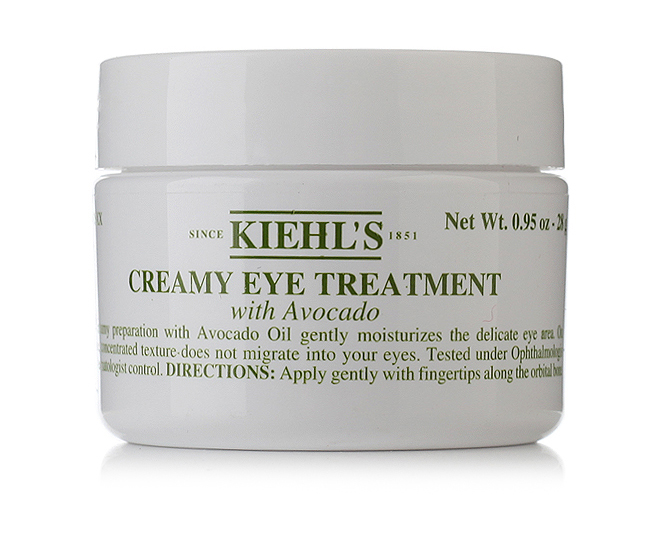 SINCE KIEHL'S 1851
Net Wt. 0.95 oz - 28 g
CREAMY EYE TREATMENT
with Avocado
preparation with Avocado Oil gently moisturizes the delicate eye area.
concentrated texture-does not migrate into your eyes. Tested under
control. DIRECTIONS: Apply gently with fingertips along the orbital